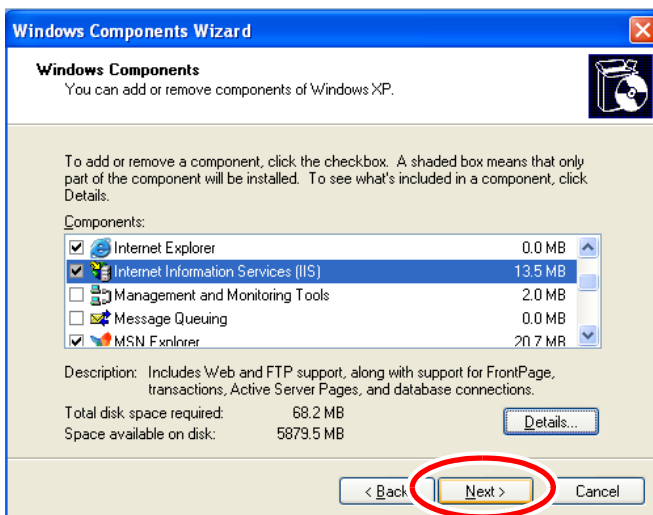 Windows Components Wizard
Windows Components
You can add or remove components of Windows XP.
To add or remove a component, click the checkbox. A shaded box means that only
part of the component will be installed. To see what's included in a component, click
Details.
Components:
Internet Explorer 0.0 MB
Internet Information Services (IIS) 13.5 MB
Management and Monitoring Tools 2.0 MB
Message Queuing 0.0 MB
MSN Explorer 20.7 MB
Description: Includes Web and FTP support, along with support for FrontPage,
transactions, Active Server Pages, and database connections.
Total disk space required: 68.2 MB
Space available on disk: 5879.5 MB
Details...
< Back Next > Cancel